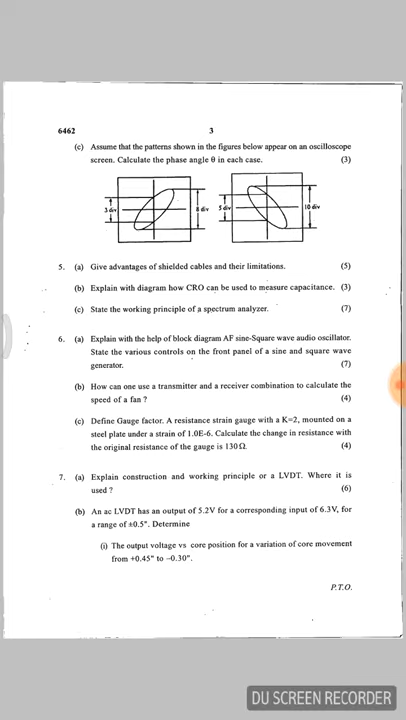 6462
3
(c) Assume that the patterns shown in the figures below appear on an oscilloscope
screen. Calculate the phase angle θ in each case. (3)
3 div
8 div
5 div
10 div
5. (a) Give advantages of shielded cables and their limitations. (5)
(b) Explain with diagram how CRO can be used to measure capacitance. (3)
(c) State the working principle of a spectrum analyzer. (7)
6. (a) Explain with the help of block diagram AF sine-Square wave audio oscillator.
State the various controls on the front panel of a sine and square wave
generator. (7)
(b) How can one use a transmitter and a receiver combination to calculate the
speed of a fan ? (4)
(c) Define Gauge factor. A resistance strain gauge with a K=2, mounted on a
steel plate under a strain of 1.0E-6. Calculate the change in resistance with
the original resistance of the gauge is 130Ω. (4)
7. (a) Explain construction and working principle or a LVDT. Where it is
used ? (6)
(b) An ac LVDT has an output of 5.2V for a corresponding input of 6.3V, for
a range of ±0.5". Determine
(i) The output voltage vs core position for a variation of core movement
from +0.45" to −0.30".
P.T.O.
DU SCREEN RECORDER